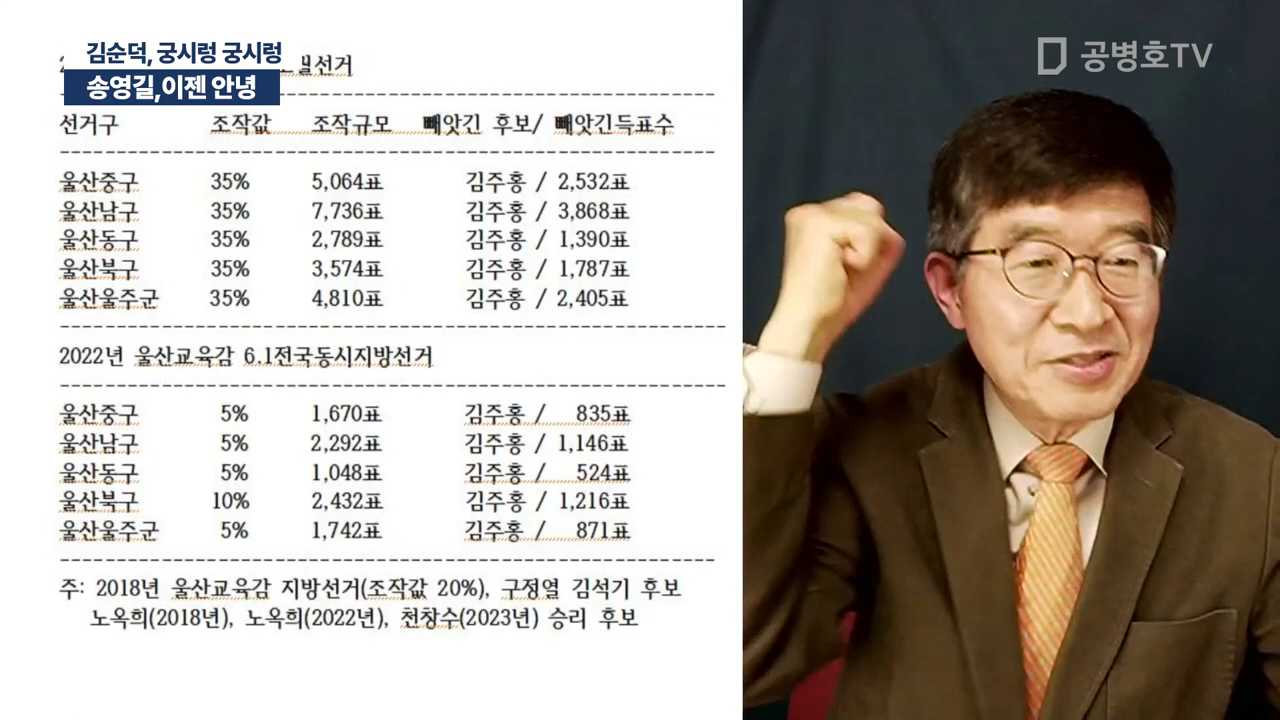 김순덕, 궁시렁 궁시렁
송영길,이젠 안녕
공병호TV
선거
선거구 조작값 조작규모 빼앗긴 후보/ 빼앗긴득표수
울산중구 35% 5,064표 김주홍 / 2,532표
울산남구 35% 7,736표 김주홍 / 3,868표
울산동구 35% 2,789표 김주홍 / 1,390표
울산북구 35% 3,574표 김주홍 / 1,787표
울산울주군 35% 4,810표 김주홍 / 2,405표
2022년 울산교육감 6.1전국동시지방선거
울산중구 5% 1,670표 김주홍 / 835표
울산남구 5% 2,292표 김주홍 / 1,146표
울산동구 5% 1,048표 김주홍 / 524표
울산북구 10% 2,432표 김주홍 / 1,216표
울산울주군 5% 1,742표 김주홍 / 871표
주: 2018년 울산교육감 지방선거(조작값 20%), 구정열 김석기 후보
노옥희(2018년), 노옥희(2022년), 천창수(2023년) 승리 후보